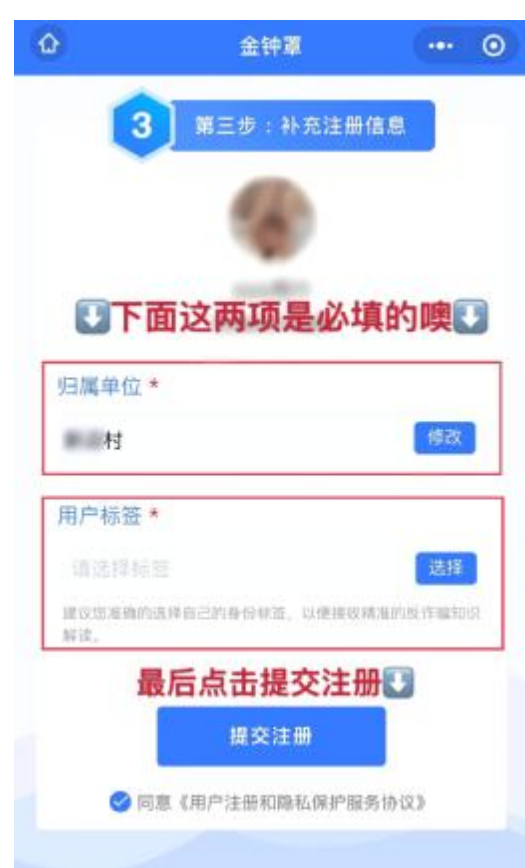 金钟罩
3
第三步：补充注册信息
下面这两项是必填的噢
归属单位 *
村
修改
用户标签 *
请选择标签
选择
建议您准确的选择自己的身份标签，以便接收精准的反诈骗知识
解读。
最后点击提交注册
提交注册
同意《用户注册和隐私保护服务协议》